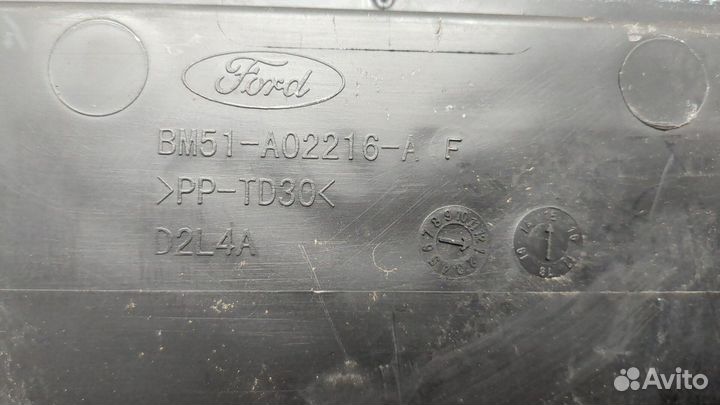 Ford
BM51-A02216-A F
>PP-TD30<
D2L4A
Avito